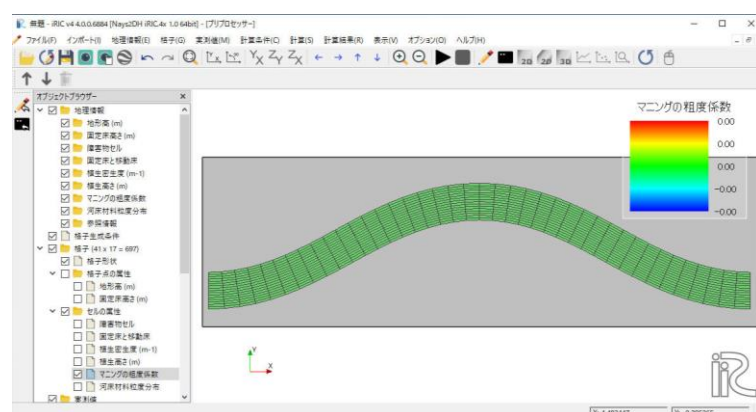 無題 - iRIC v4 4.0.0.6884 [Nays2DH iRIC.4x 1.0 64bit] - [プリプロセッサー]
ファイル(F) インポート(I) 地理情報(E) 格子(G) 実測値(M) 計算条件(C) 計算(S) 計算結果(R) 表示(V) オプション(O) ヘルプ(H)
オブジェクトブラウザー
地理情報
地形高 (m)
固定床高さ (m)
障害物セル
固定床と移動床
植生密生度 (m-1)
植生高さ (m)
マニングの粗度係数
河床材料粒度分布
参照情報
格子生成条件
格子 (41 x 17 = 697)
格子形状
格子点の属性
地形高 (m)
固定床高さ (m)
セルの属性
障害物セル
固定床と移動床
植生密生度 (m-1)
植生高さ (m)
マニングの粗度係数
河床材料粒度分布
実測値
マニングの粗度係数
0.00
0.00
0.00
-0.00
-0.00
Y
X
iRIC